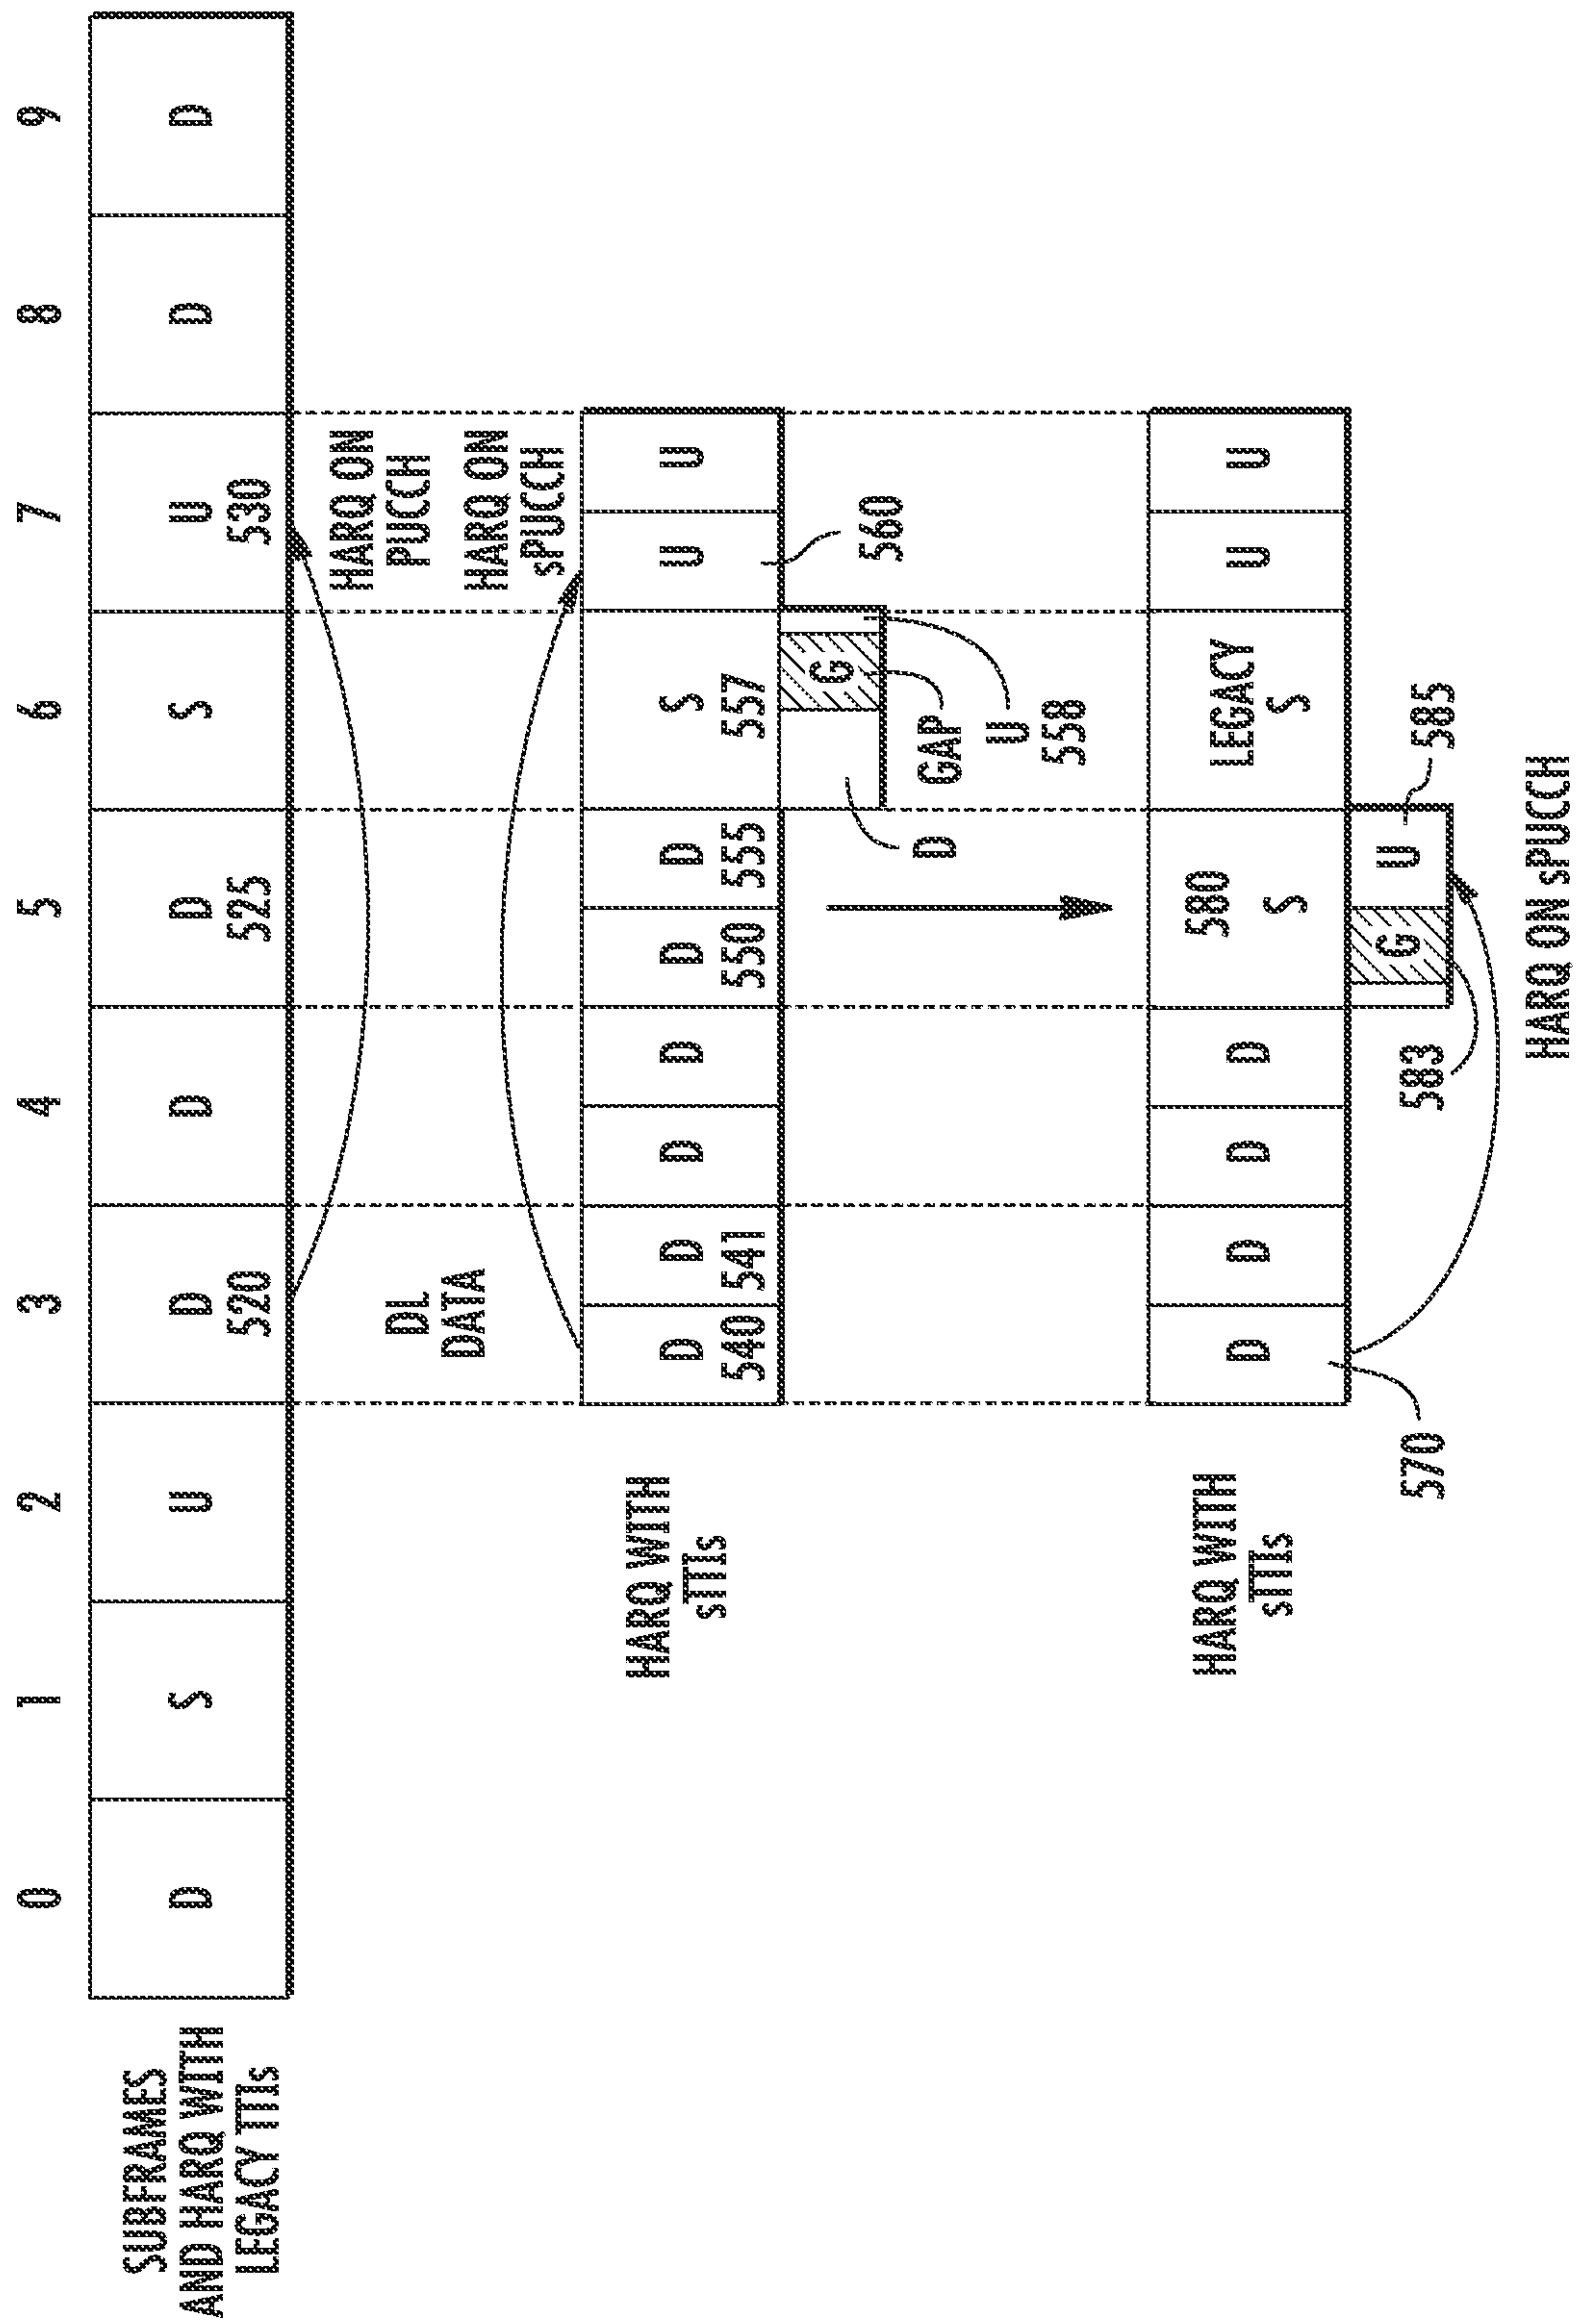 0 1 2 3 4 5 6 7 8 9
SUBFRAMES
AND HARQ WITH
LEGACY TTIs
D S U D D D S U D D
520 525 530
DL
DATA
HARQ ON
PUCCH
HARQ ON
sPUCCH
HARQ WITH
sTTIs
D D D D D D S U U
540 541 550 555 557
G
560
D
GAP
U
558
HARQ WITH
sTTIs
D D D D
580
S
LEGACY
S
U U
G U
570
583
585
HARQ ON sPUCCH